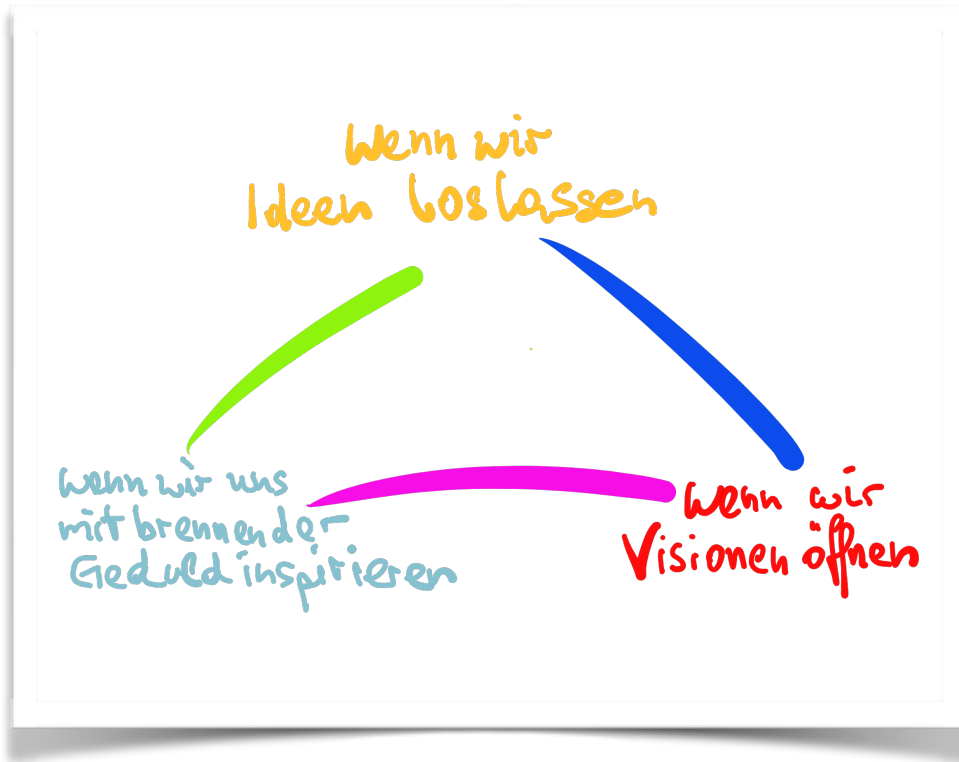 Wenn wir
Ideen loslassen
wenn wir uns
mit brennender
Geduld inspirieren
wenn wir
Visionen öffnen